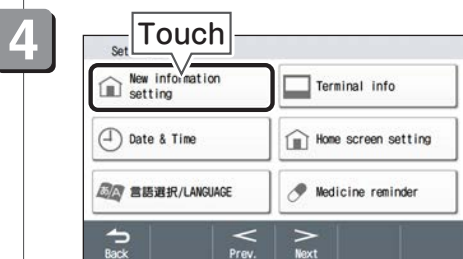 4
Touch
Set
New information
setting
Terminal info
Date & Time
Home screen setting
あ/A 言語選択/LANGUAGE
Medicine reminder
Back
Prev.
Next